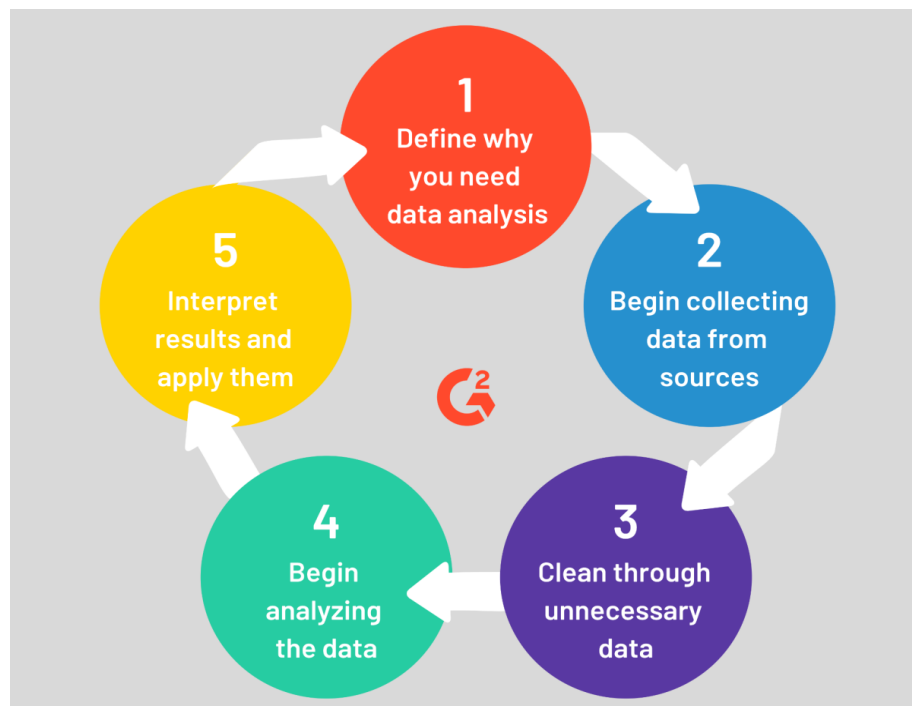 1
Define why
you need
data analysis
2
Begin collecting
data from
sources
3
Clean through
unnecessary
data
4
Begin
analyzing
the data
5
Interpret
results and
apply them
G2